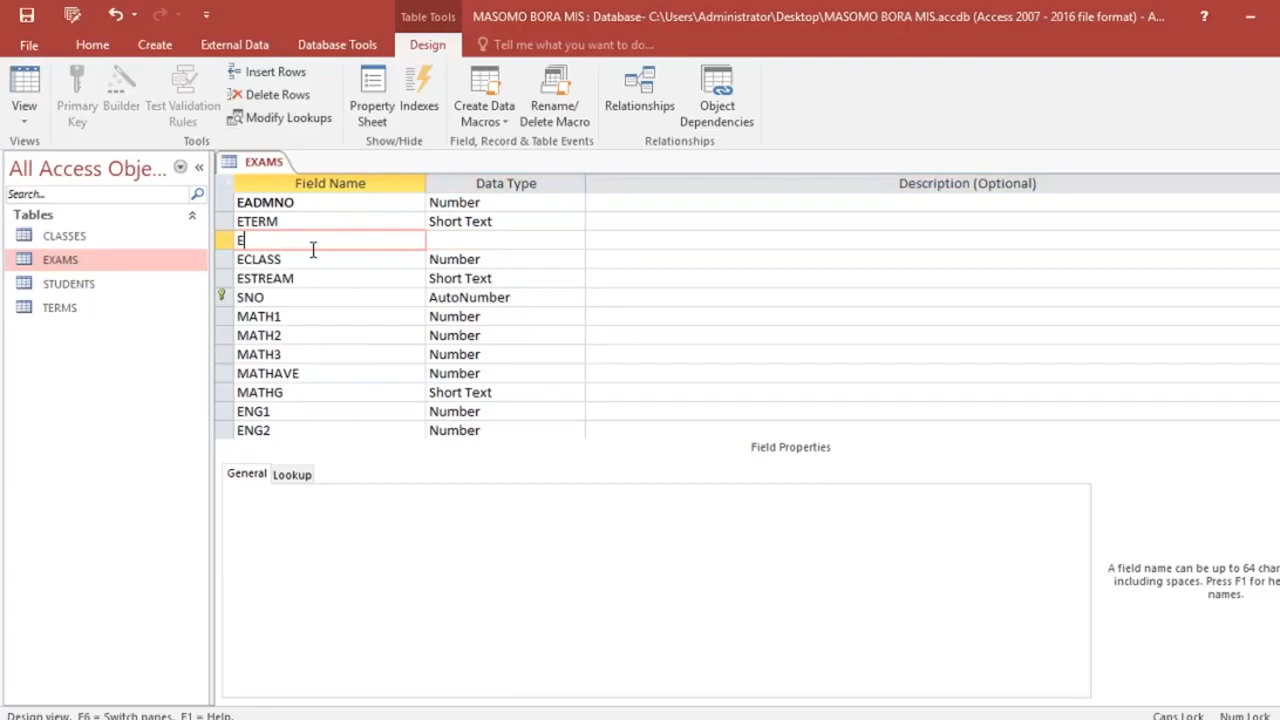 Table Tools
MASOMO BORA MIS : Database- C:\Users\Administrator\Desktop\MASOMO BORA MIS.accdb (Access 2007 - 2016 file format) - A...
?
File Home Create External Data Database Tools Design Tell me what you want to do...
View
Primary Key
Builder
Test Validation Rules
Insert Rows
Delete Rows
Modify Lookups
Property Sheet
Indexes
Create Data Macros
Rename/ Delete Macro
Relationships
Object Dependencies
Views Tools Show/Hide Field, Record & Table Events Relationships
All Access Obje...
Search...
Tables
CLASSES
EXAMS
STUDENTS
TERMS
EXAMS
Field Name Data Type Description (Optional)
EADMNO Number
ETERM Short Text
E
ECLASS Number
ESTREAM Short Text
SNO AutoNumber
MATH1 Number
MATH2 Number
MATH3 Number
MATHAVE Number
MATHG Short Text
ENG1 Number
ENG2 Number
Field Properties
General Lookup
A field name can be up to 64 char
including spaces. Press F1 for he
names.
Design view. F6 = Switch panes. F1 = Help.
Caps Lock Num Lock